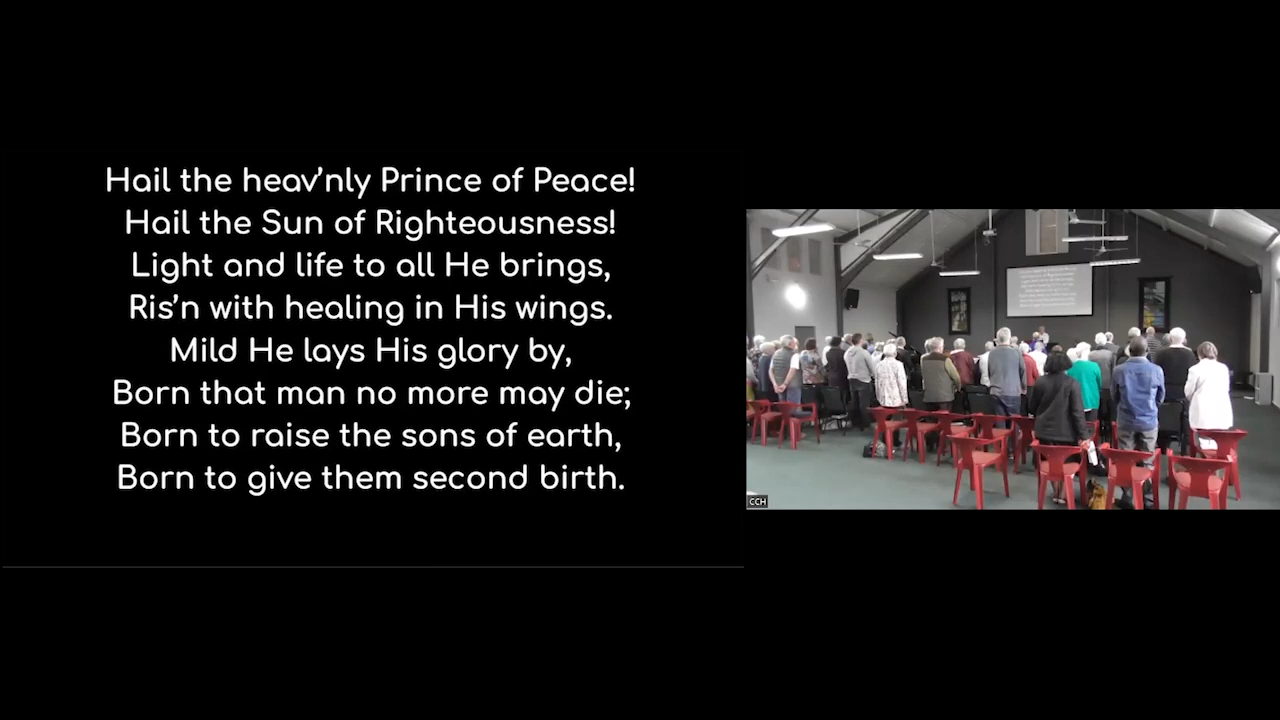 Hail the heav’nly Prince of Peace!
Hail the Sun of Righteousness!
Light and life to all He brings,
Ris’n with healing in His wings.
Mild He lays His glory by,
Born that man no more may die;
Born to raise the sons of earth,
Born to give them second birth.
CCH